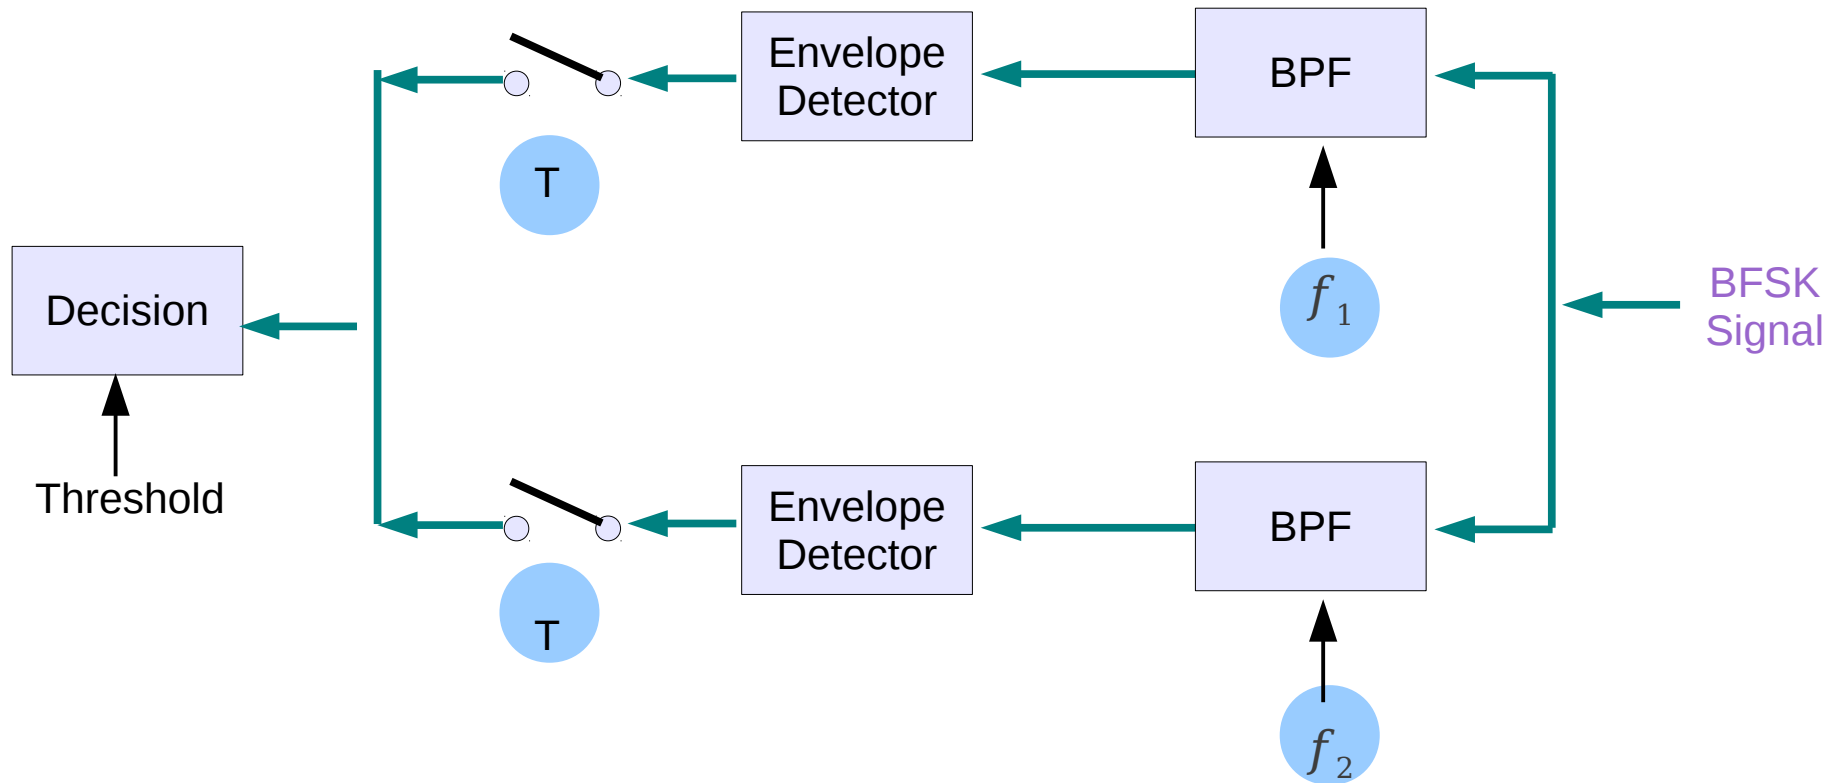 Envelope
Detector
BPF
T
f 1
Decision
BFSK
Signal
Threshold
Envelope
Detector
BPF
T
f 2